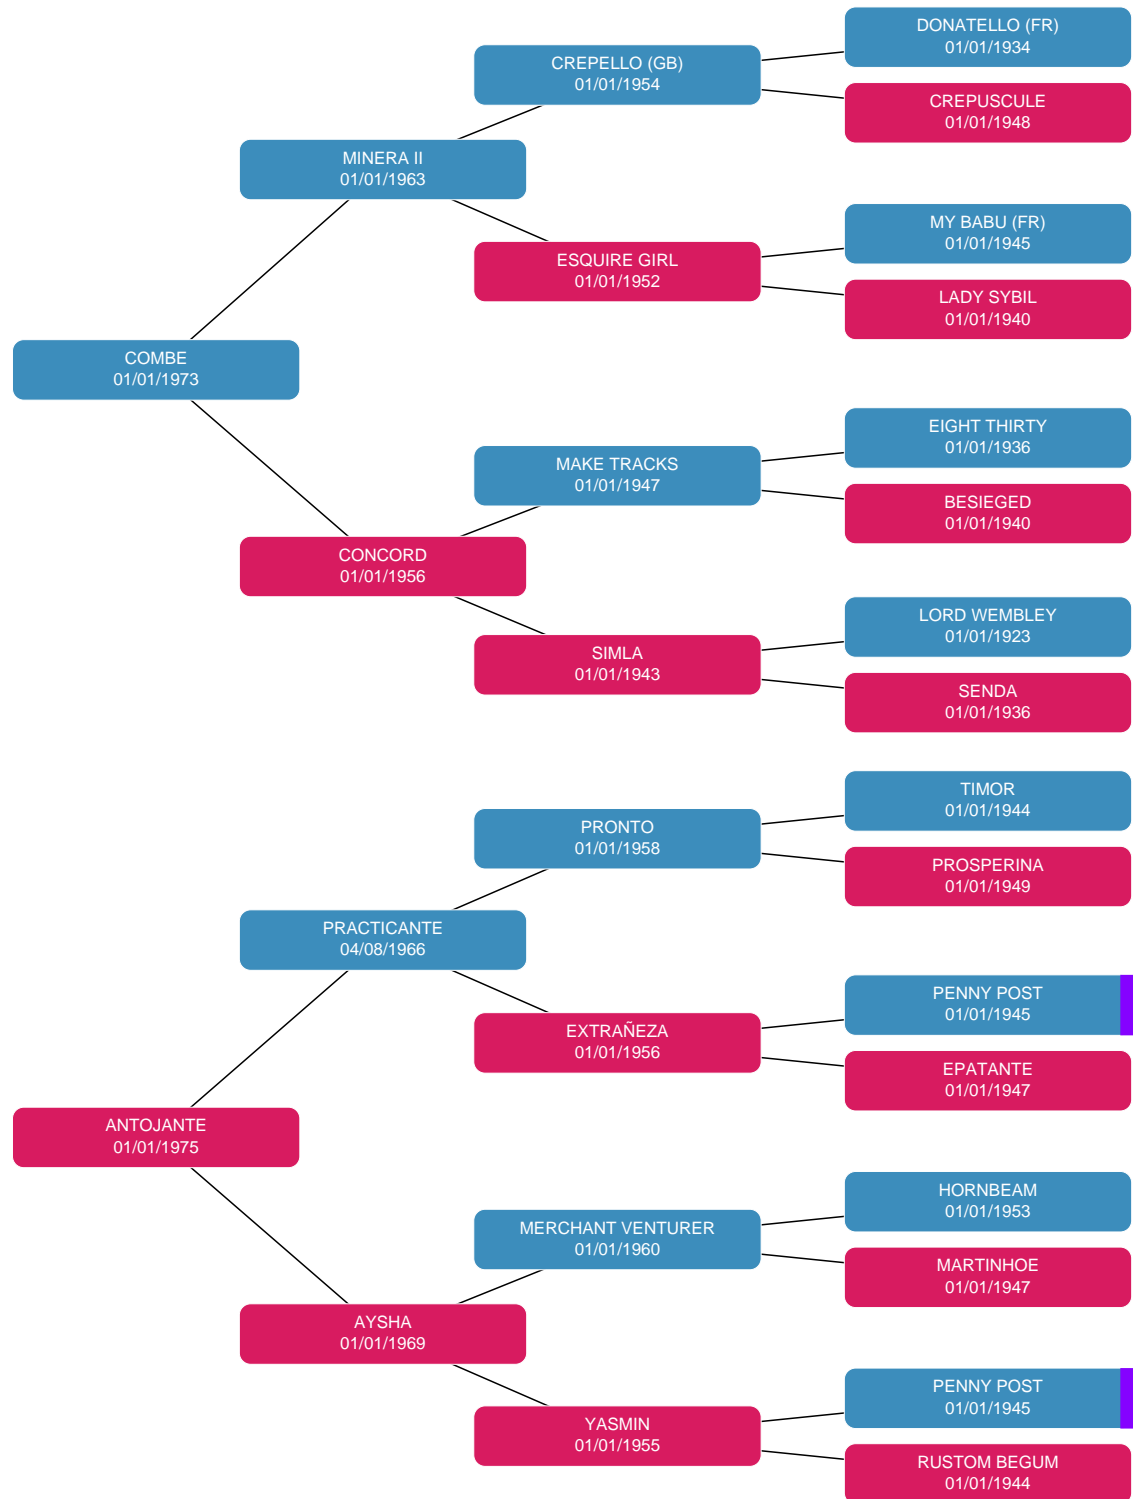 DONATELLO (FR)
01/01/1934
CREPELLO (GB)
01/01/1954
CREPUSCULE
01/01/1948
MINERA II
01/01/1963
MY BABU (FR)
01/01/1945
ESQUIRE GIRL
01/01/1952
LADY SYBIL
01/01/1940
COMBE
01/01/1973
EIGHT THIRTY
01/01/1936
MAKE TRACKS
01/01/1947
BESIEGED
01/01/1940
CONCORD
01/01/1956
LORD WEMBLEY
01/01/1923
SIMLA
01/01/1943
SENDA
01/01/1936
TIMOR
01/01/1944
PRONTO
01/01/1958
PROSPERINA
01/01/1949
PRACTICANTE
04/08/1966
PENNY POST
01/01/1945
EXTRAÑEZA
01/01/1956
EPATANTE
01/01/1947
ANTOJANTE
01/01/1975
HORNBEAM
01/01/1953
MERCHANT VENTURER
01/01/1960
MARTINHOE
01/01/1947
AYSHA
01/01/1969
PENNY POST
01/01/1945
YASMIN
01/01/1955
RUSTOM BEGUM
01/01/1944